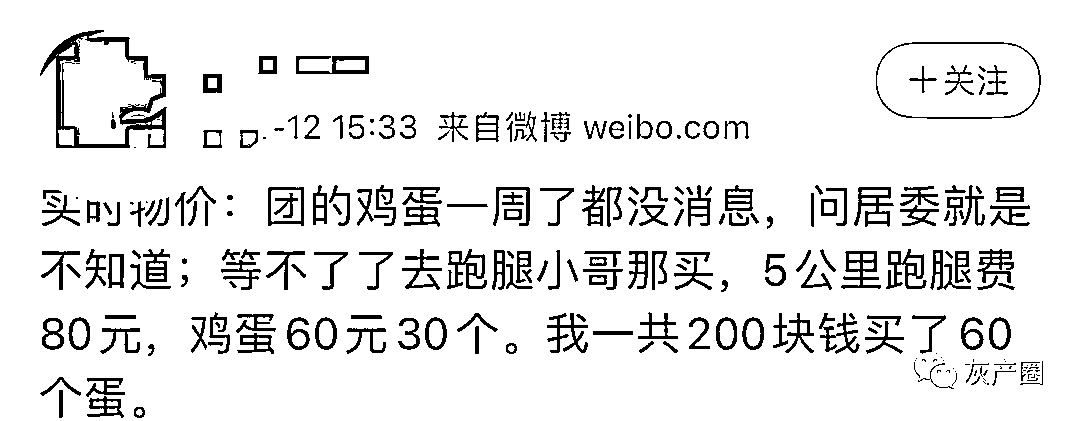 +关注
-12 15:33 来自微博 weibo.com
实时物价：团的鸡蛋一周了都没消息，问居委就是
不知道；等不了了去跑腿小哥那买，5公里跑腿费
80元，鸡蛋60元30个。我一共200块钱买了60
个蛋。
灰产圈